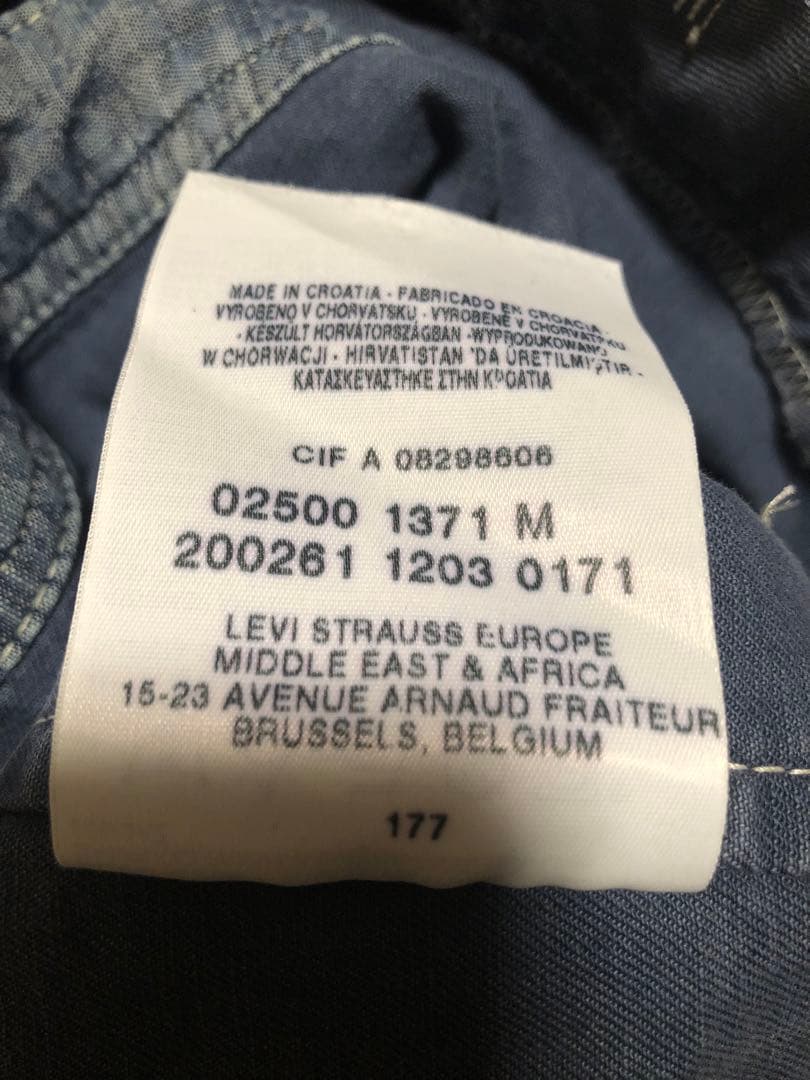 MADE IN CROATIA - FABRICADO EN CROACIA -
VYROBENO V CHORVATSKU - VYROBENÉ V CHORVATSKU
- KÉSZÜLT HORVÁTORSZÁGBAN - WYPRODUKOWANO
W CHORWACJI - HIRVATISTAN 'DA ÜRETILMIŞTIR -
ΚΑΤΑΣΚΕΥΑΣΤΗΚΕ ΣΤΗΝ ΚΡΟΑΤΙΑ
CIF A 08298606
02500 1371 M
200261 1203 0171
LEVI STRAUSS EUROPE
MIDDLE EAST & AFRICA
15-23 AVENUE ARNAUD FRAITEUR
BRUSSELS, BELGIUM
177